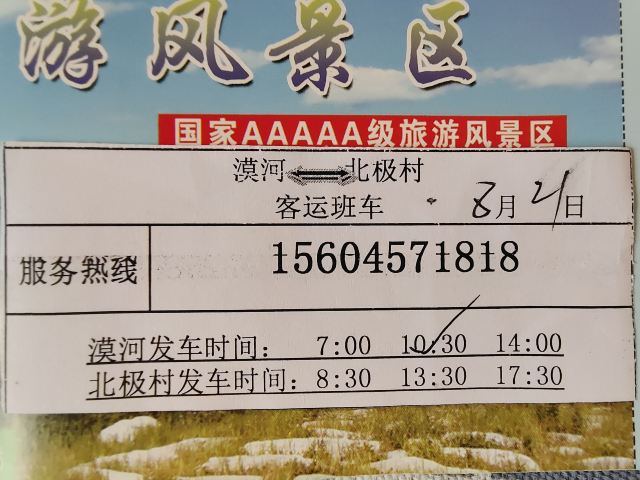 游风景区
国家AAAAA级旅游风景区
漠河⟷北极村
客运班车 8月21日
服务热线 15604571818
漠河发车时间： 7:00 10:30 14:00
北极村发车时间：8:30 13:30 17:30